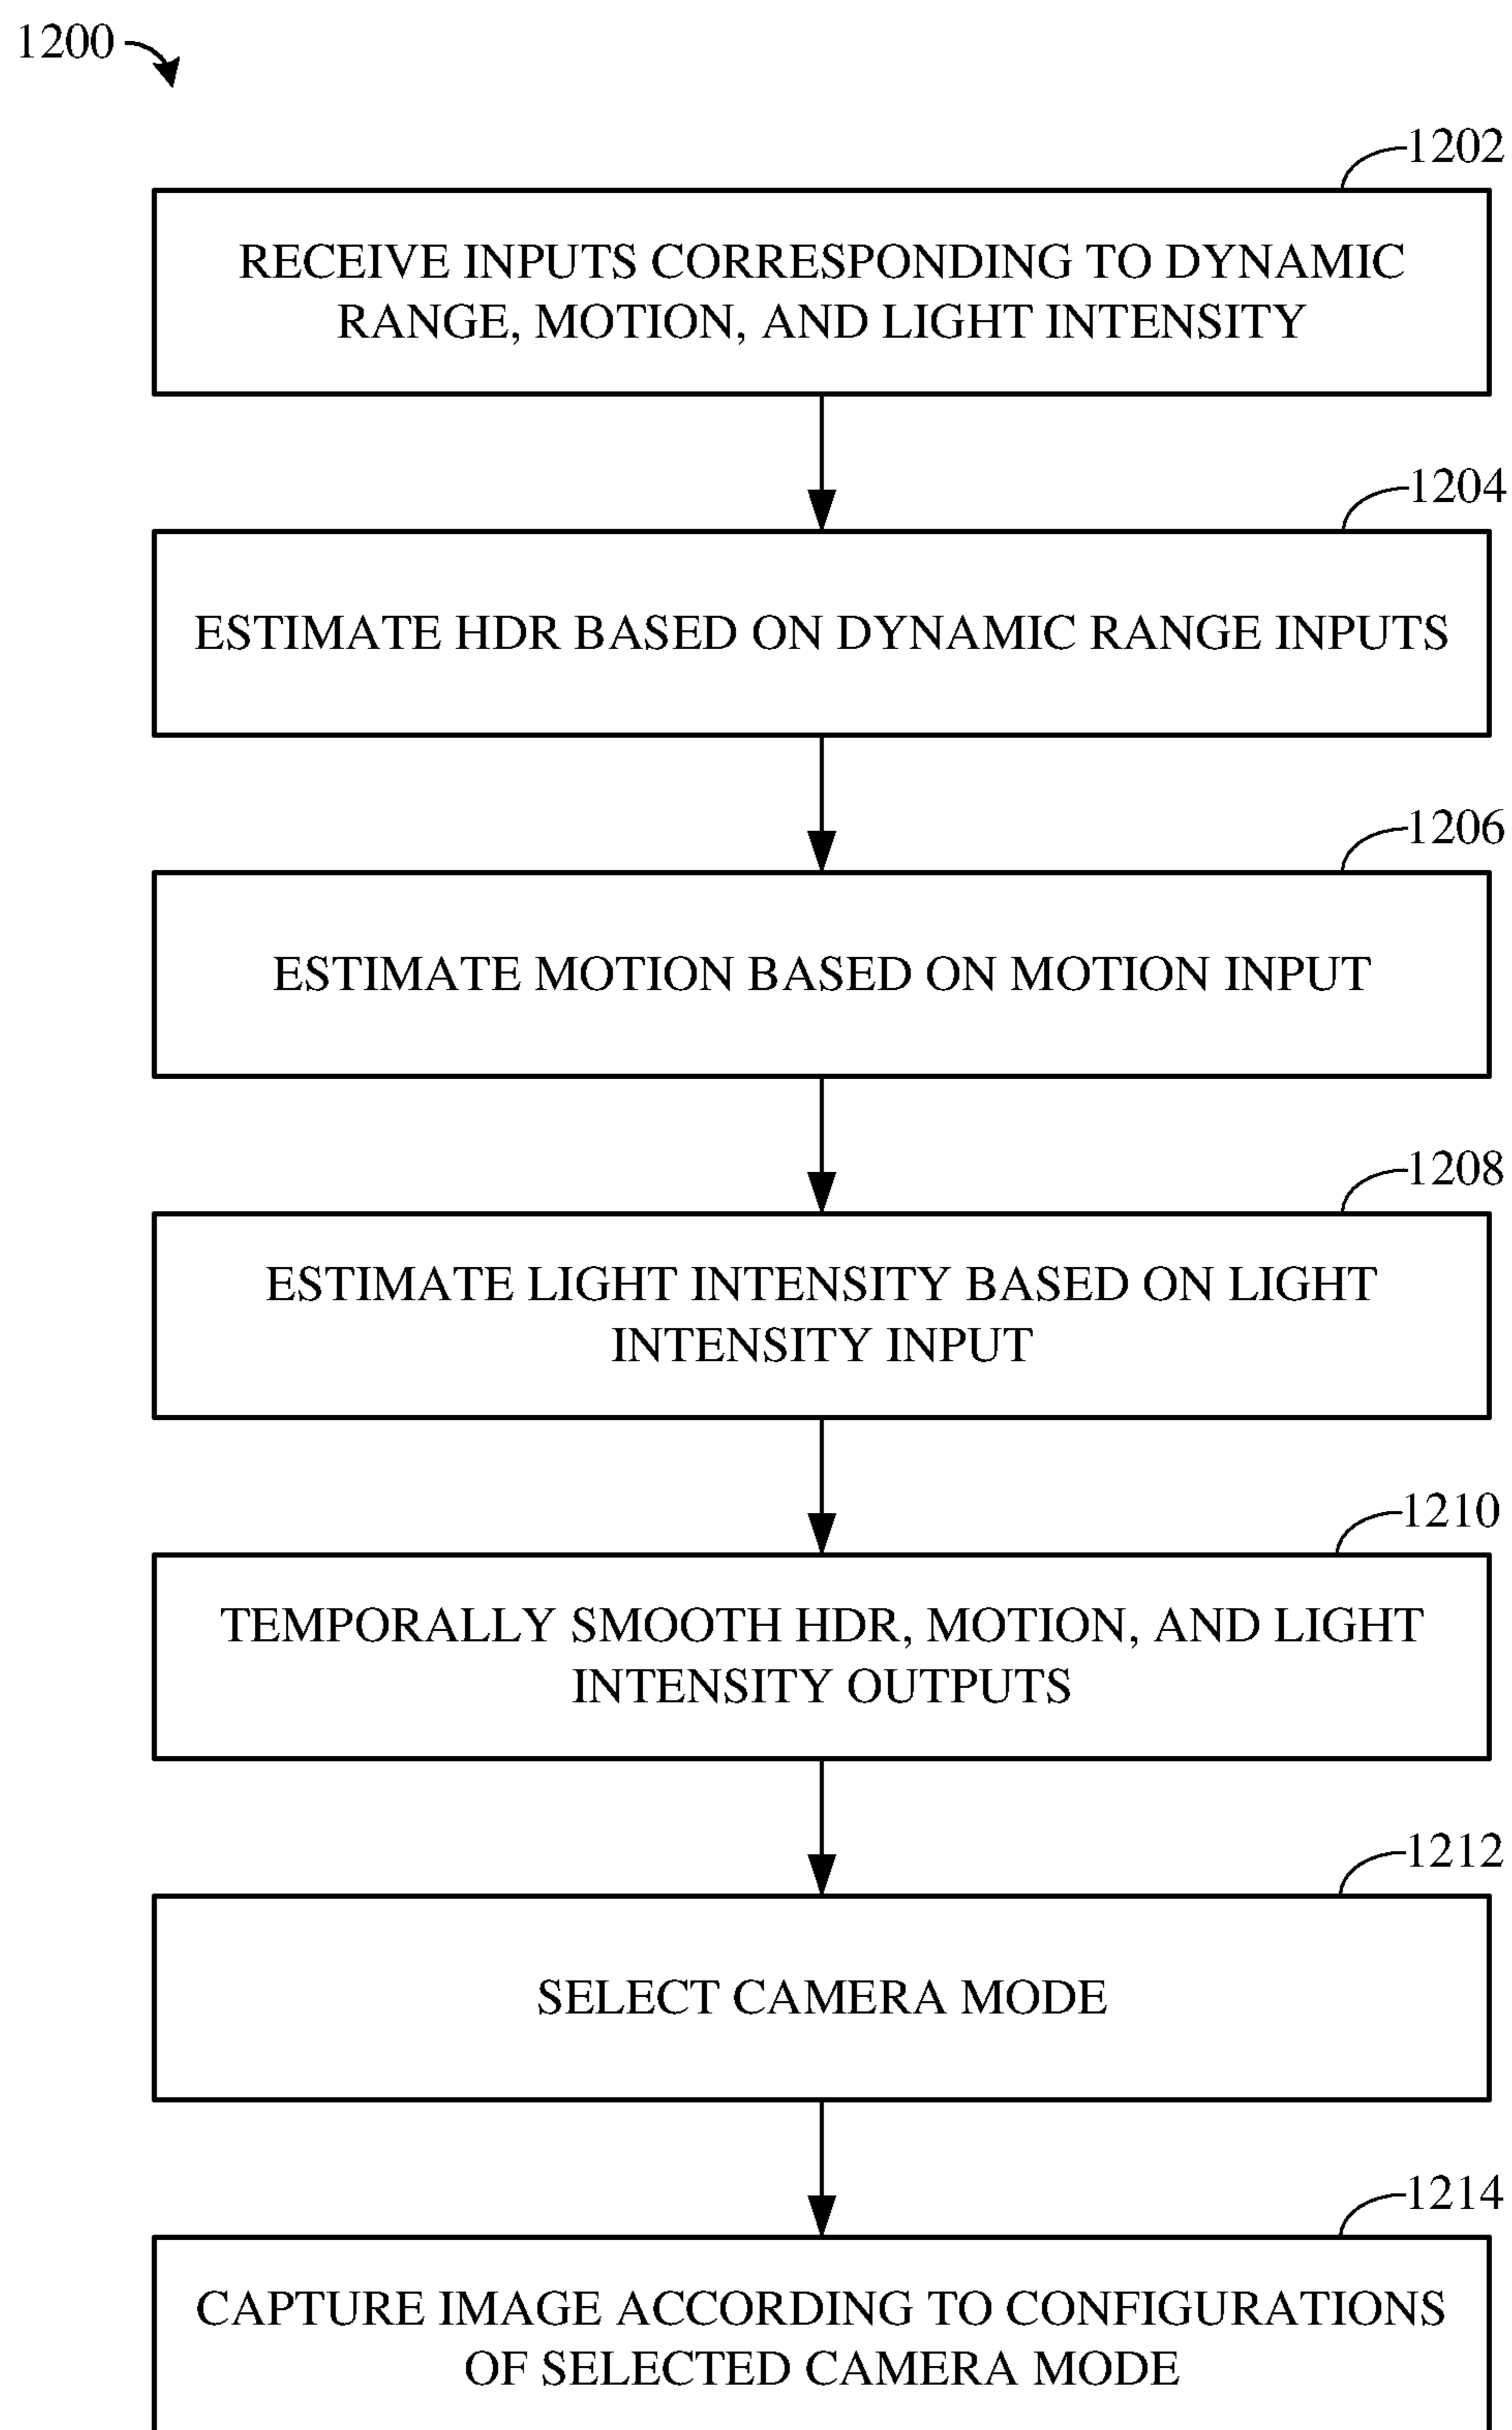 1200
1202
RECEIVE INPUTS CORRESPONDING TO DYNAMIC
RANGE, MOTION, AND LIGHT INTENSITY
1204
ESTIMATE HDR BASED ON DYNAMIC RANGE INPUTS
1206
ESTIMATE MOTION BASED ON MOTION INPUT
1208
ESTIMATE LIGHT INTENSITY BASED ON LIGHT
INTENSITY INPUT
1210
TEMPORALLY SMOOTH HDR, MOTION, AND LIGHT
INTENSITY OUTPUTS
1212
SELECT CAMERA MODE
1214
CAPTURE IMAGE ACCORDING TO CONFIGURATIONS
OF SELECTED CAMERA MODE